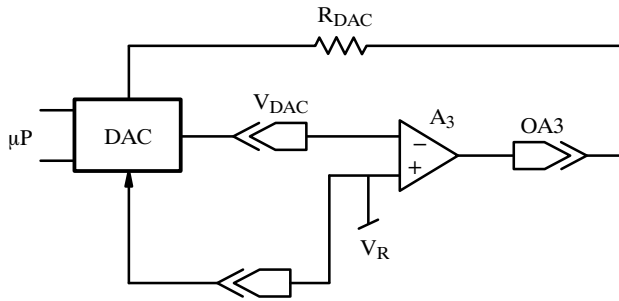 R_DAC
μP
DAC
V_DAC
A_3
OA3
−
+
V_R